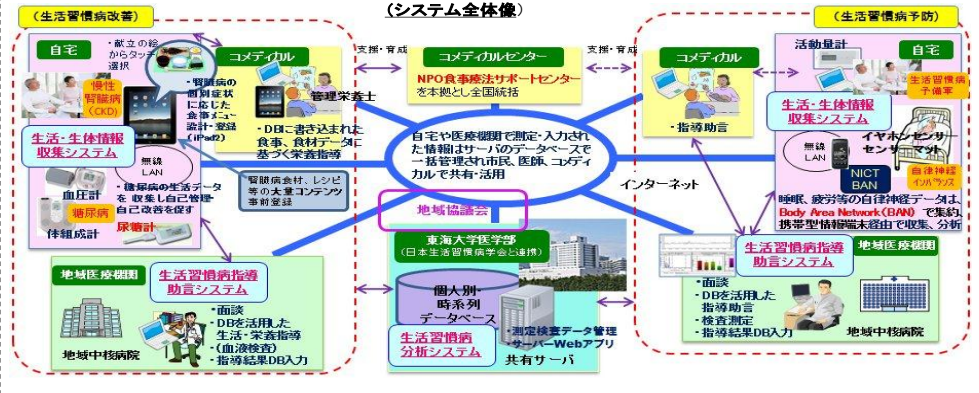 (システム全体像)
(生活習慣病改善)
自宅
・献立の絵
からタッチ
選択
慢性
腎臓病
(CKD)
・腎臓病の
個別症状
に応じた
食事メニュー
設計・登録
(iPad2)
生活・生体情報
収集システム
無線
LAN
血圧計
糖尿病
体組成計
尿糖計
・糖尿病の生活データ
を 収集し自己管理・
自己改善を促す
コメディカル
管理栄養士
・DBに書き込まれた
食事、食材データに
基づく栄養指導
腎臓病食材、レシピ
等の大量コンテンツ
事前登録
支援・育成
コメディカルセンター
NPO食事療法サポートセンター
を本拠とし全国統括
支援・育成
自宅や医療機関で測定・入力され
た情報はサーバのデータベースで
一括管理され市民、医師、コメディ
カルで共有・活用
インターネット
地域協議会
東海大学医学部
(日本生活習慣病学会と連携)
個人別・
時系列
データベース
生活習慣病
分析システム
・測定検査データ管理
・サーバーWebアプリ
共有サーバ
地域医療機関
生活習慣病指導
助言システム
地域中核病院
・面談
・DBを活用した
生活・栄養指導
・(血液検査)
・指導結果DB入力
(生活習慣病予防)
コメディカル
・指導助言
活動量計
自宅
生活習慣病
予備軍
生活・生体情報
収集システム
無線
LAN
イヤホンセンサー
センサーマット
NICT
BAN
自律神経
インバランス
睡眠、疲労等の自律神経データは、
Body Area Network(BAN)で集約、
携帯型情報端末経由で収集、分析
生活習慣病指導
助言システム
地域医療機関
・面談
・DBを活用した
指導助言
・検査測定
・指導結果DB入力
地域中核病院